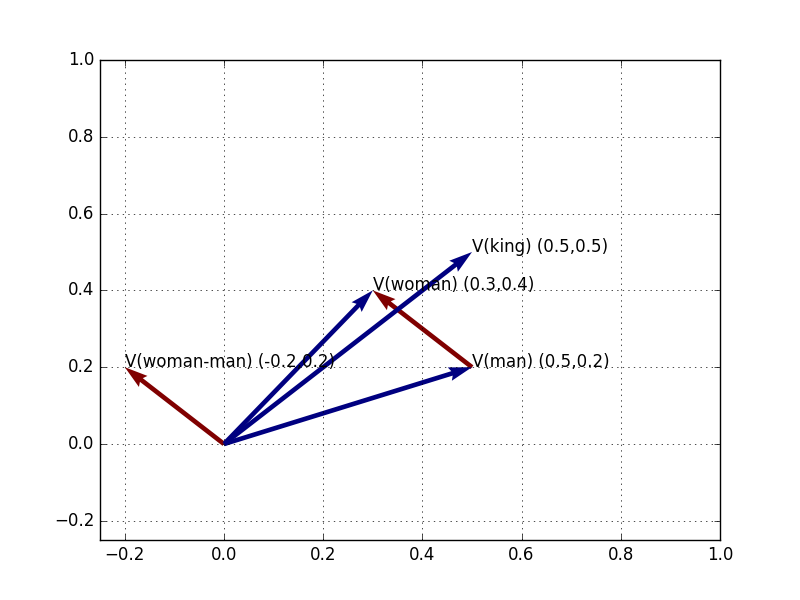 1.0
0.8
0.6
V(king) (0.5,0.5)
0.4
V(woman) (0.3,0.4)
0.2
V(woman-man) (-0.2,0.2)
V(man) (0.5,0.2)
0.0
−0.2
−0.2 0.0 0.2 0.4 0.6 0.8 1.0